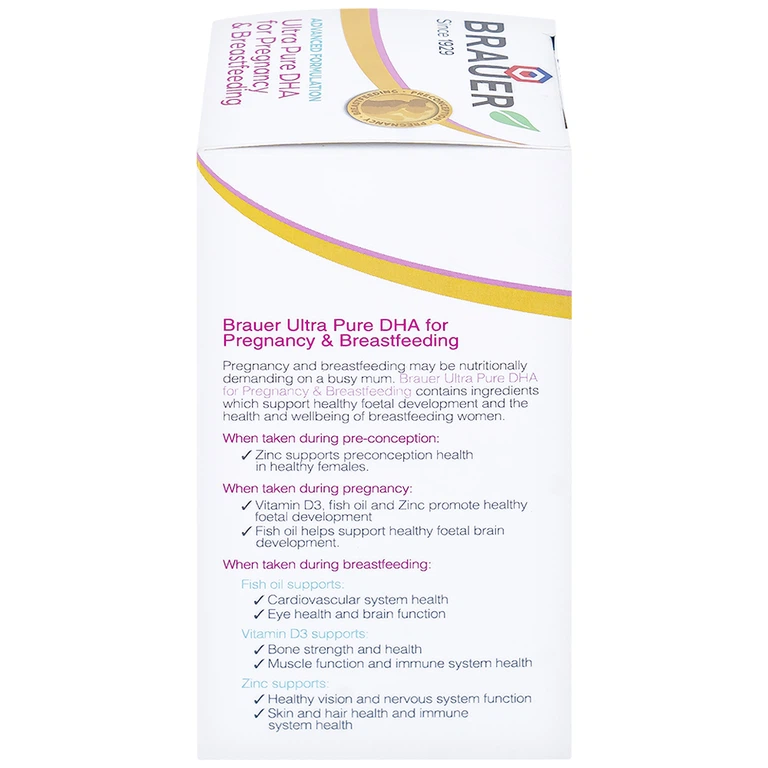 BRAUER
Since 1929
ADVANCED FORMULATION
Ultra Pure DHA
for Pregnancy
& Breastfeeding
PRECONCEPTION - PREGNANCY - BREASTFEEDING -
Brauer Ultra Pure DHA for
Pregnancy & Breastfeeding
Pregnancy and breastfeeding may be nutritionally
demanding on a busy mum. Brauer Ultra Pure DHA
for Pregnancy & Breastfeeding contains ingredients
which support healthy foetal development and the
health and wellbeing of breastfeeding women.
When taken during pre-conception:
✓ Zinc supports preconception health
in healthy females.
When taken during pregnancy:
✓ Vitamin D3, fish oil and Zinc promote healthy
foetal development
✓ Fish oil helps support healthy foetal brain
development.
When taken during breastfeeding:
Fish oil supports:
✓ Cardiovascular system health
✓ Eye health and brain function
Vitamin D3 supports:
✓ Bone strength and health
✓ Muscle function and immune system health
Zinc supports:
✓ Healthy vision and nervous system function
✓ Skin and hair health and immune
system health